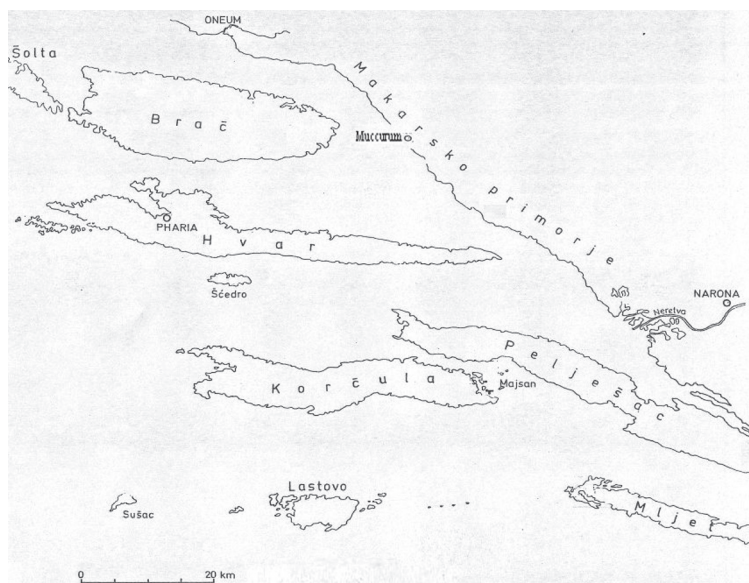 ONEUM
Šolta
Brač
Makarsko primorje
Muccurum
PHARIA
Hvar
Šćedro
NARONA
Neretva
Pelješac
Korčula
Majsan
Lastovo
Sušac
Mljet
0 20 km